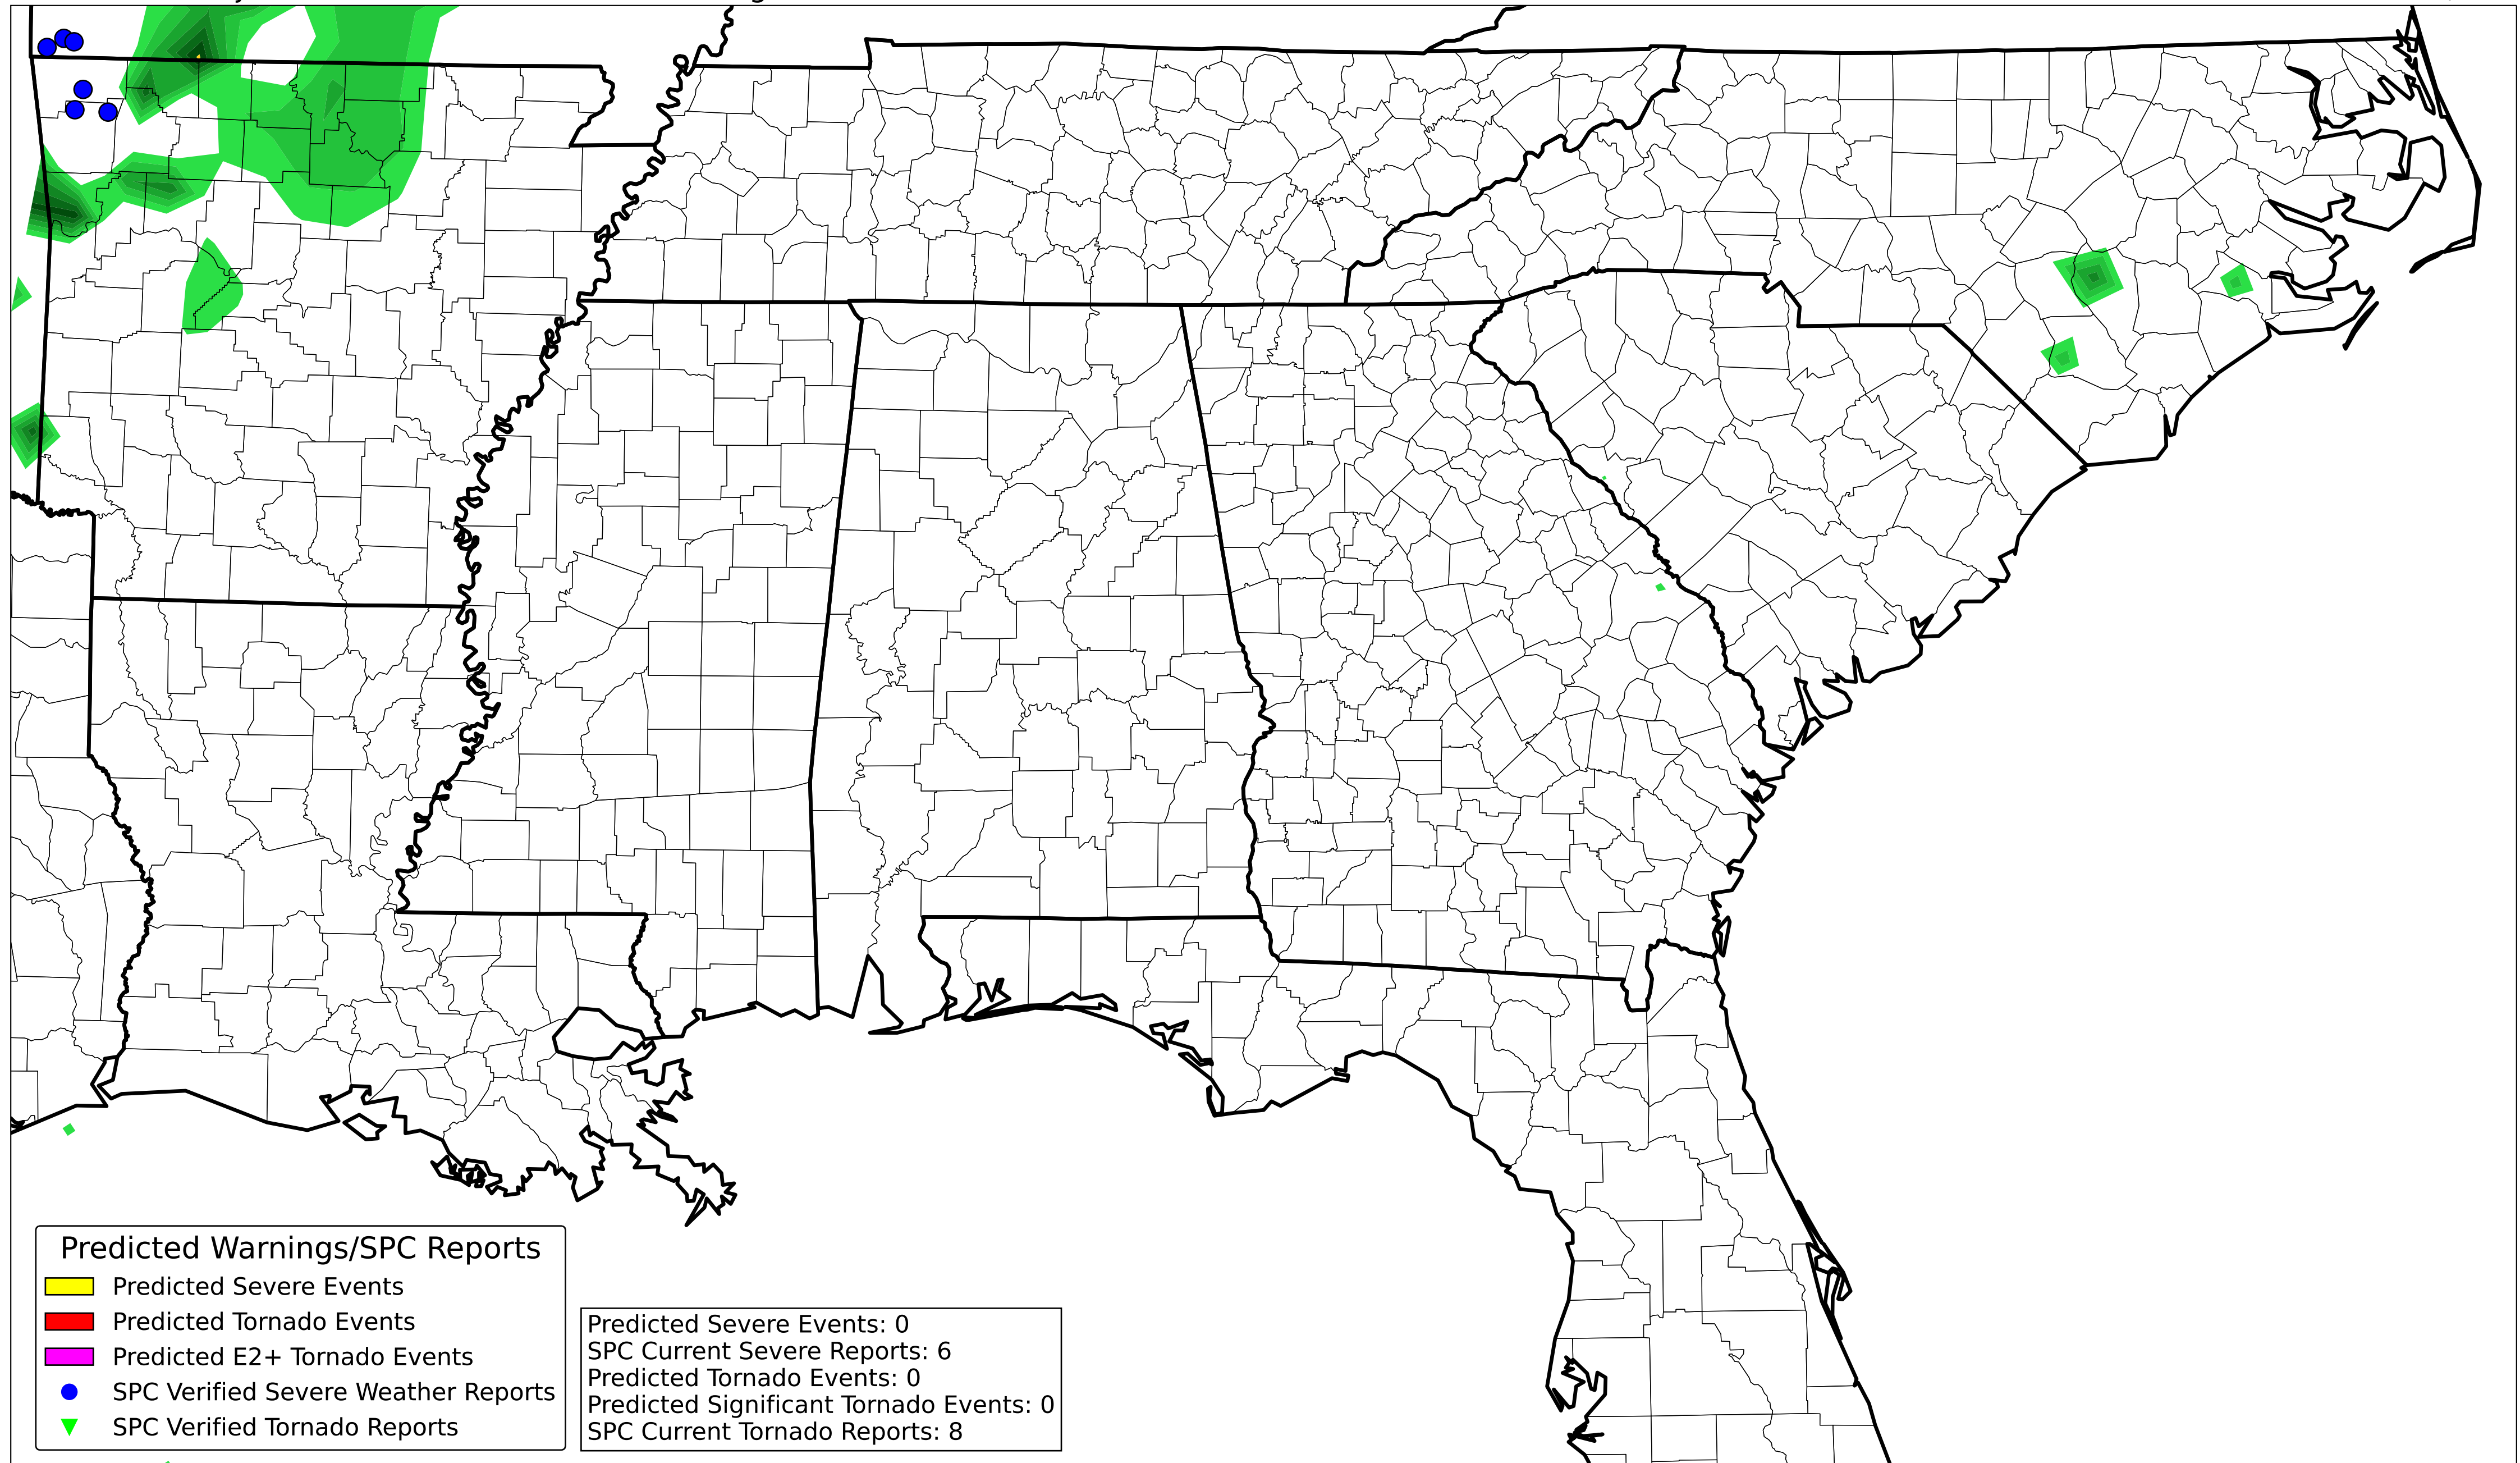 Predicted Warnings/SPC Reports
Predicted Severe Events
Predicted Tornado Events
Predicted E2+ Tornado Events
SPC Verified Severe Weather Reports
SPC Verified Tornado Reports
Predicted Severe Events: 0
SPC Current Severe Reports: 6
Predicted Tornado Events: 0
Predicted Significant Tornado Events: 0
SPC Current Tornado Reports: 8